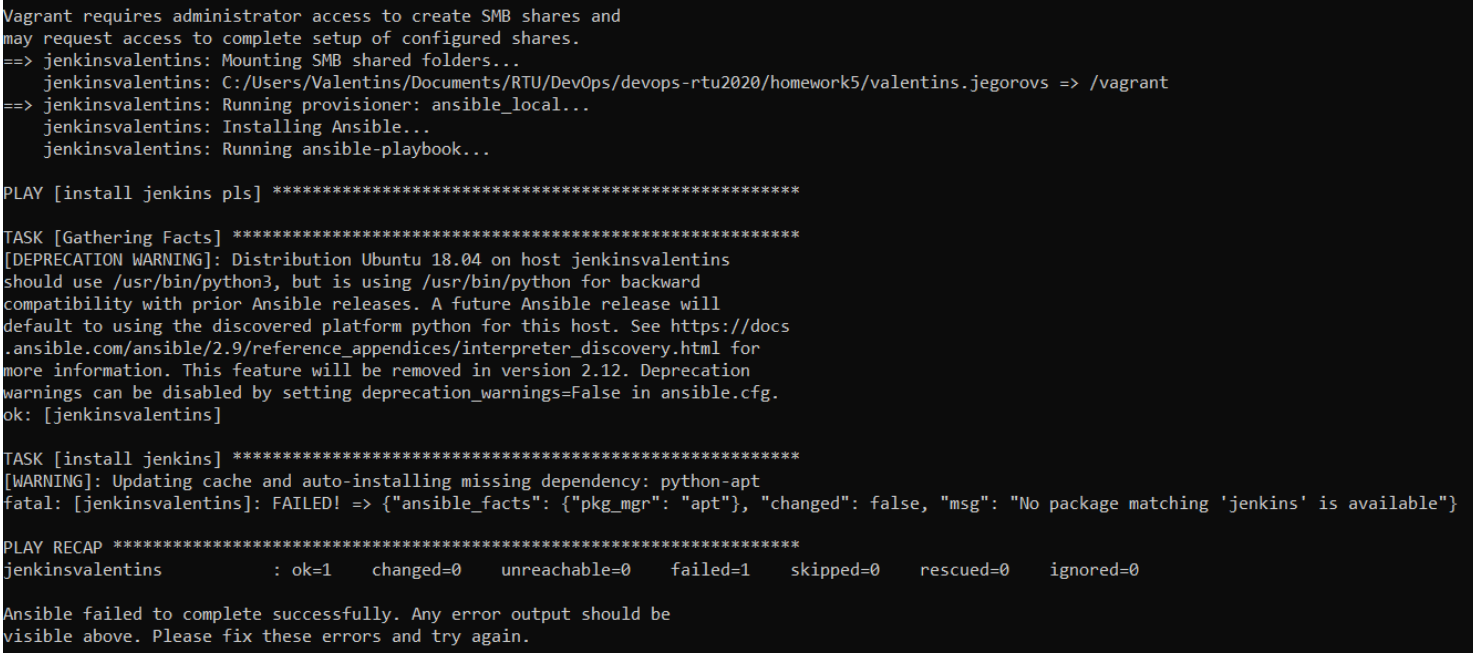 Vagrant requires administrator access to create SMB shares and
may request access to complete setup of configured shares.
==> jenkinsvalentins: Mounting SMB shared folders...
    jenkinsvalentins: C:/Users/Valentins/Documents/RTU/DevOps/devops-rtu2020/homework5/valentins.jegorovs => /vagrant
==> jenkinsvalentins: Running provisioner: ansible_local...
    jenkinsvalentins: Installing Ansible...
    jenkinsvalentins: Running ansible-playbook...

PLAY [install jenkins pls] *****************************************************

TASK [Gathering Facts] *********************************************************
[DEPRECATION WARNING]: Distribution Ubuntu 18.04 on host jenkinsvalentins
should use /usr/bin/python3, but is using /usr/bin/python for backward
compatibility with prior Ansible releases. A future Ansible release will
default to using the discovered platform python for this host. See https://docs
.ansible.com/ansible/2.9/reference_appendices/interpreter_discovery.html for
more information. This feature will be removed in version 2.12. Deprecation
warnings can be disabled by setting deprecation_warnings=False in ansible.cfg.
ok: [jenkinsvalentins]

TASK [install jenkins] *********************************************************
[WARNING]: Updating cache and auto-installing missing dependency: python-apt
fatal: [jenkinsvalentins]: FAILED! => {"ansible_facts": {"pkg_mgr": "apt"}, "changed": false, "msg": "No package matching 'jenkins' is available"}

PLAY RECAP *********************************************************************
jenkinsvalentins           : ok=1    changed=0    unreachable=0    failed=1    skipped=0    rescued=0    ignored=0

Ansible failed to complete successfully. Any error output should be
visible above. Please fix these errors and try again.